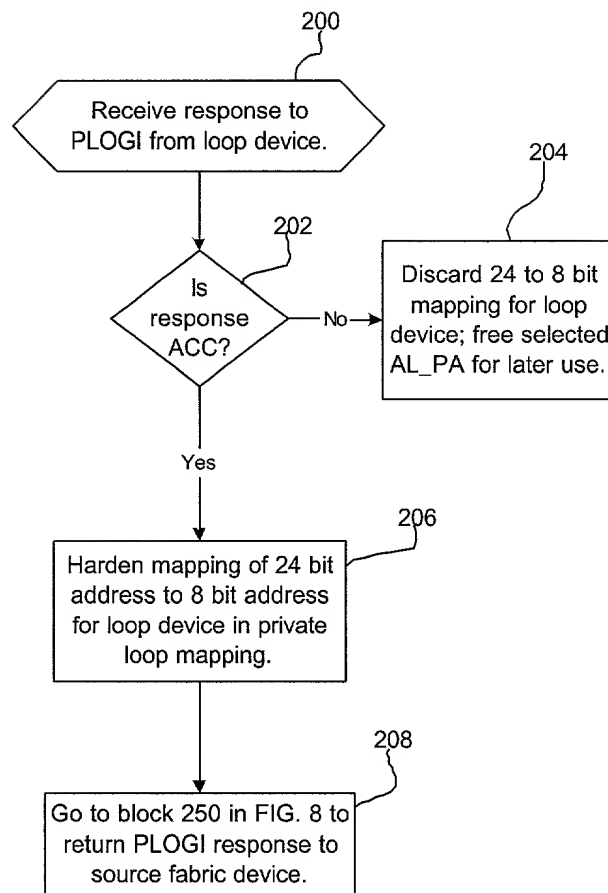 200
Receive response to
PLOGI from loop device.
204
202
Is
response
ACC?
No
Discard 24 to 8 bit
mapping for loop
device; free selected
AL_PA for later use.
Yes
206
Harden mapping of 24 bit
address to 8 bit address
for loop device in private
loop mapping.
208
Go to block 250 in FIG. 8 to
return PLOGI response to
source fabric device.